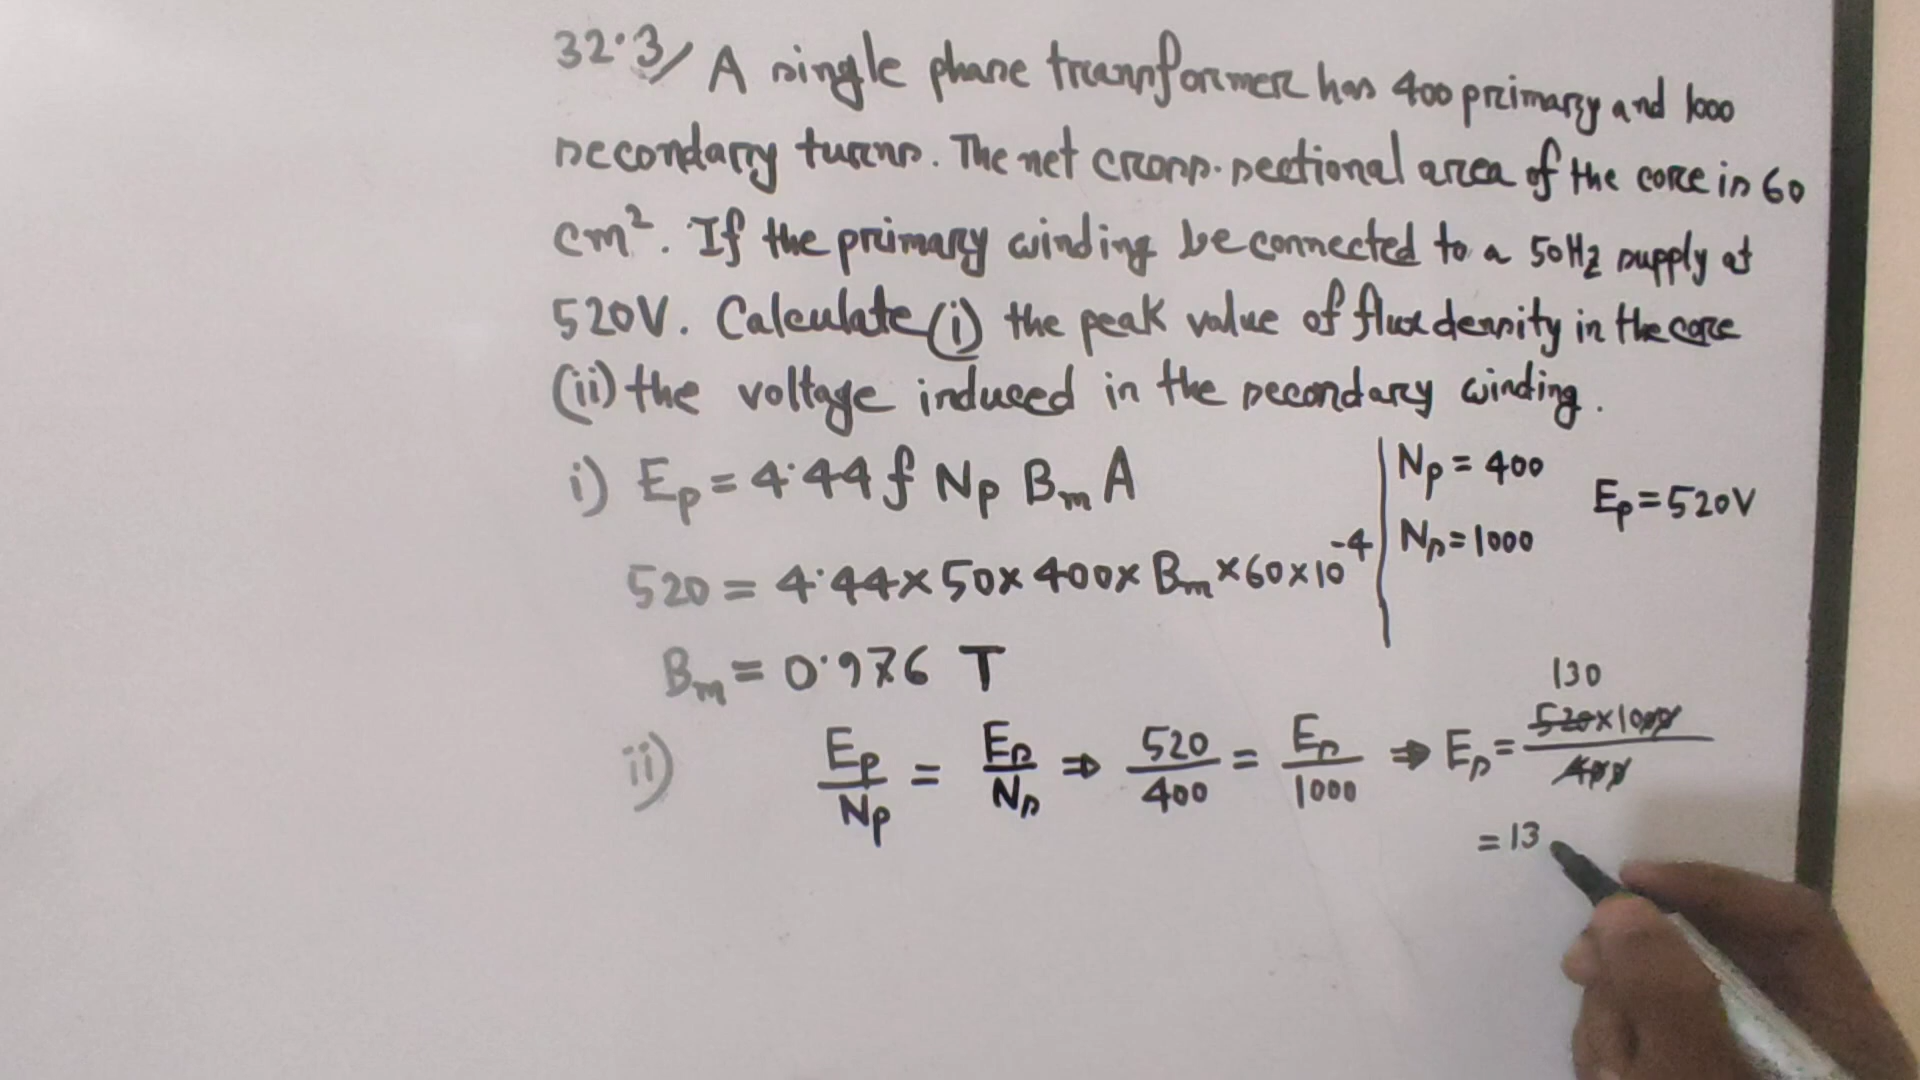 32.3/ A single phase transformer has 400 primary and 1000
secondary turns. The net cross-sectional area of the core is 60
cm². If the primary winding be connected to a 50Hz supply at
520V. Calculate (i) the peak value of flux density in the core
(ii) the voltage induced in the secondary winding.
i) Ep = 4.44 f Np Bm A
Np = 400
Ns = 1000
Ep = 520V
520 = 4.44 × 50 × 400 × Bm × 60 × 10⁻⁴
Bm = 0.976 T
ii) Ep/Np = Es/Ns ⇒ 520/400 = Es/1000 ⇒ Es = 520×1000/400
130
= 13